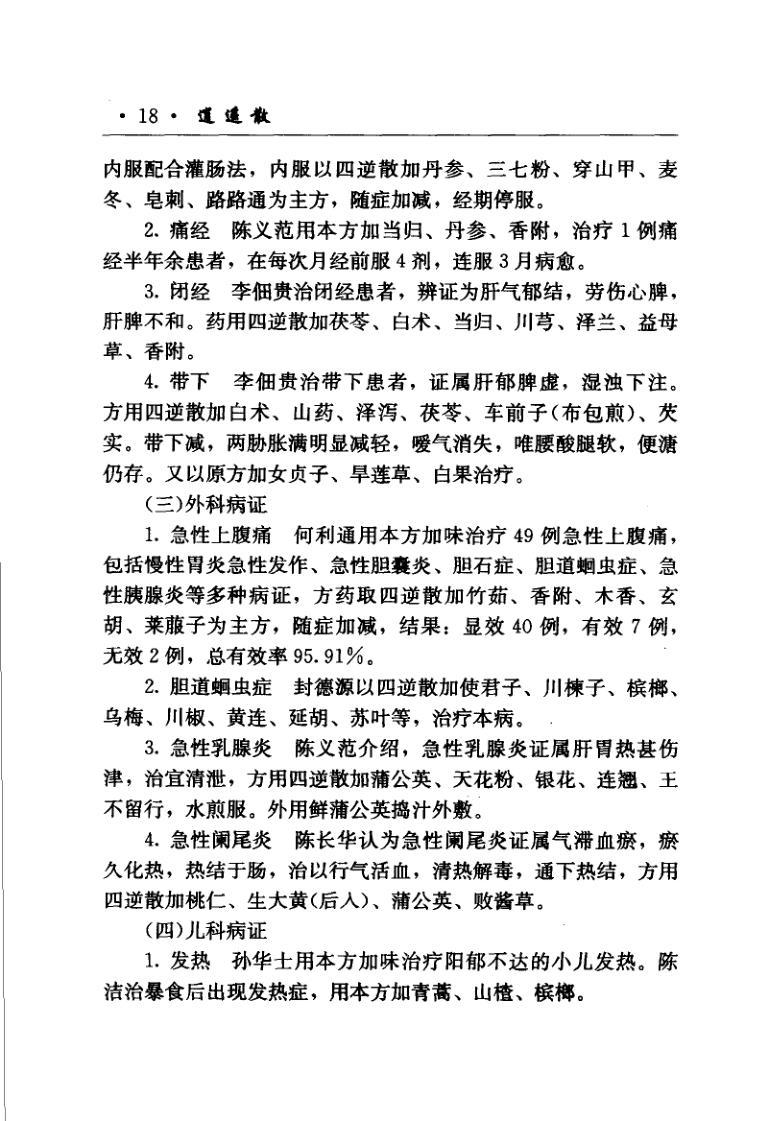 ·18· 逍遥散
内服配合灌肠法，内服以四逆散加丹参、三七粉、穿山甲、麦
冬、皂刺、路路通为主方，随症加减，经期停服。
2. 痛经　陈义范用本方加当归、丹参、香附，治疗1例痛
经半年余患者，在每次月经前服4剂，连服3月病愈。
3. 闭经　李佃贵治闭经患者，辨证为肝气郁结，劳伤心脾，
肝脾不和。药用四逆散加茯苓、白术、当归、川芎、泽兰、益母
草、香附。
4. 带下　李佃贵治带下患者，证属肝郁脾虚，湿浊下注。
方用四逆散加白术、山药、泽泻、茯苓、车前子(布包煎)、芡
实。带下减，两胁胀满明显减轻，嗳气消失，唯腰酸腿软，便溏
仍存。又以原方加女贞子、旱莲草、白果治疗。
(三)外科病证
1. 急性上腹痛　何利通用本方加味治疗49例急性上腹痛，
包括慢性胃炎急性发作、急性胆囊炎、胆石症、胆道蛔虫症、急
性胰腺炎等多种病证，方药取四逆散加竹茹、香附、木香、玄
胡、莱菔子为主方，随症加减，结果：显效40例，有效7例，
无效2例，总有效率95.91%。
2. 胆道蛔虫症　封德源以四逆散加使君子、川楝子、槟榔、
乌梅、川椒、黄连、延胡、苏叶等，治疗本病。
3. 急性乳腺炎　陈义范介绍，急性乳腺炎证属肝胃热甚伤
津，治宜清泄，方用四逆散加蒲公英、天花粉、银花、连翘、王
不留行，水煎服。外用鲜蒲公英捣汁外敷。
4. 急性阑尾炎　陈长华认为急性阑尾炎证属气滞血瘀，瘀
久化热，热结于肠，治以行气活血，清热解毒，通下热结，方用
四逆散加桃仁、生大黄(后入)、蒲公英、败酱草。
(四)儿科病证
1. 发热　孙华士用本方加味治疗阳郁不达的小儿发热。陈
洁治暴食后出现发热症，用本方加青蒿、山楂、槟榔。